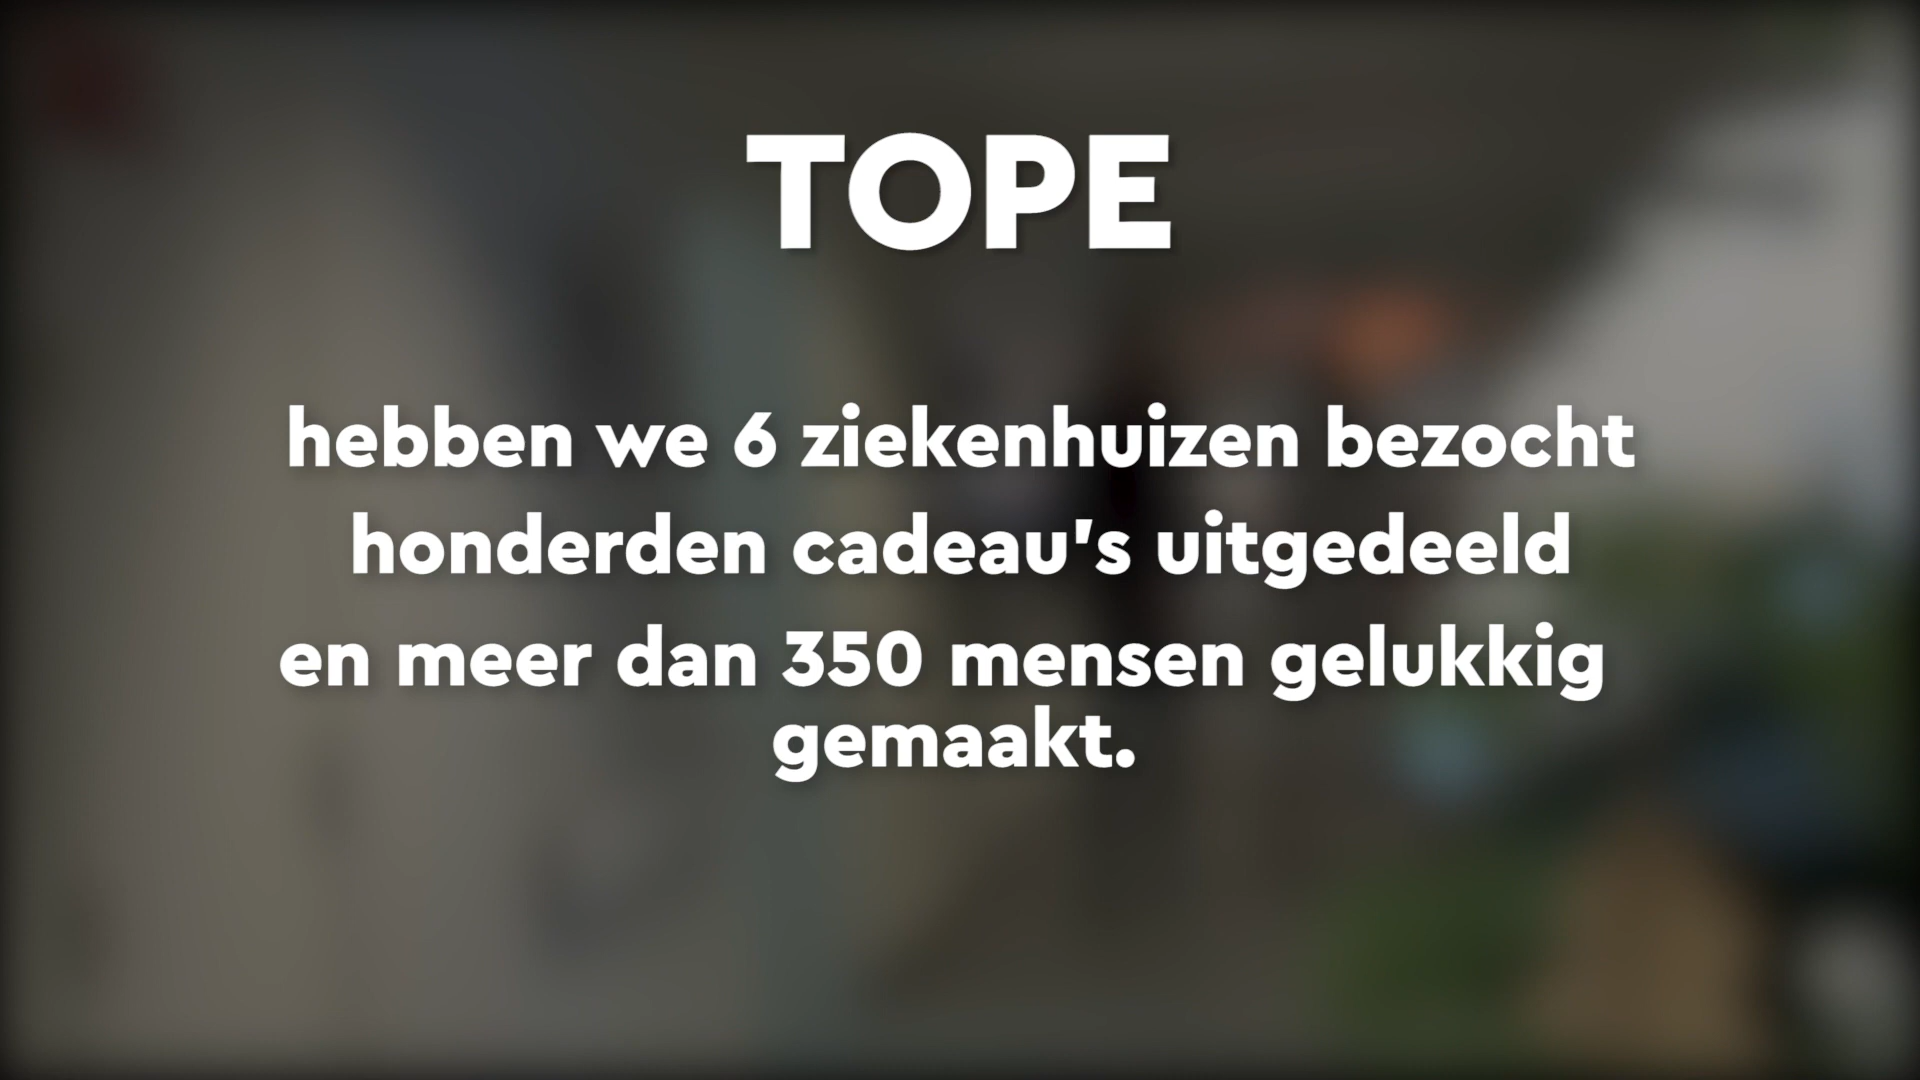 TOPE
hebben we 6 ziekenhuizen bezocht
honderden cadeau's uitgedeeld
en meer dan 350 mensen gelukkig
gemaakt.